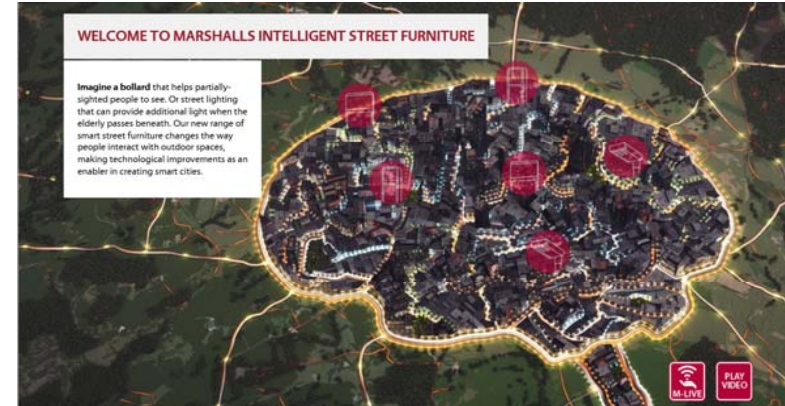 WELCOME TO MARSHALLS INTELLIGENT STREET FURNITURE
Imagine a bollard that helps partially-
sighted people to see. Or street lighting
that can provide additional light when the
elderly passes beneath. Our new range of
smart street furniture changes the way
people interact with outdoor spaces,
making technological improvements as an
enabler in creating smart cities.
M-LIVE
PLAY
VIDEO